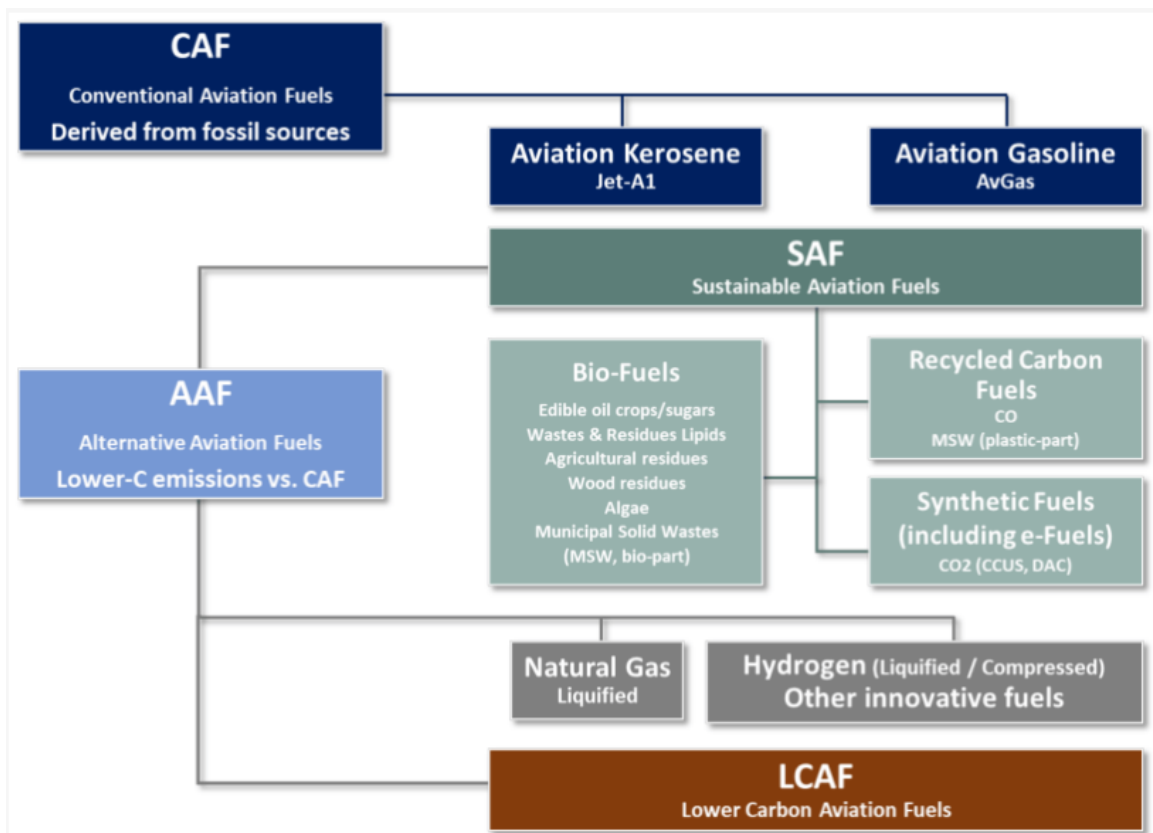 CAF
Conventional Aviation Fuels
Derived from fossil sources
Aviation Kerosene
Jet-A1
Aviation Gasoline
AvGas
SAF
Sustainable Aviation Fuels
AAF
Alternative Aviation Fuels
Lower-C emissions vs. CAF
Bio-Fuels
Edible oil crops/sugars
Wastes & Residues Lipids
Agricultural residues
Wood residues
Algae
Municipal Solid Wastes
(MSW, bio-part)
Recycled Carbon
Fuels
CO
MSW (plastic-part)
Synthetic Fuels
(including e-Fuels)
CO2 (CCUS, DAC)
Natural Gas
Liquified
Hydrogen (Liquified / Compressed)
Other innovative fuels
LCAF
Lower Carbon Aviation Fuels